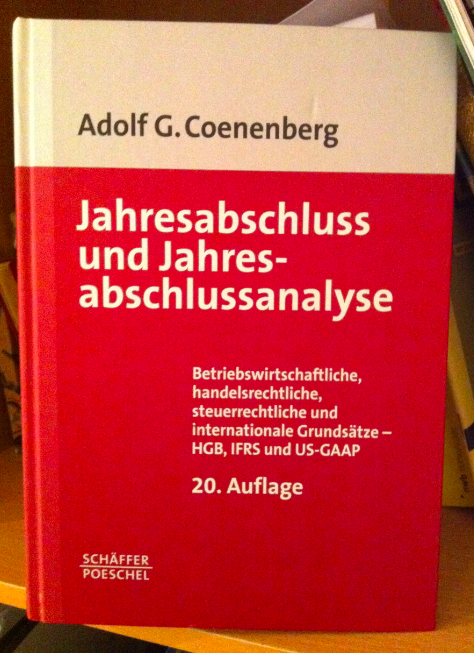 Adolf G. Coenenberg
Jahresabschluss
und Jahres-
abschlussanalyse
Betriebswirtschaftliche,
handelsrechtliche,
steuerrechtliche und
internationale Grundsätze –
HGB, IFRS und US-GAAP
20. Auflage
SCHÄFFER
POESCHEL